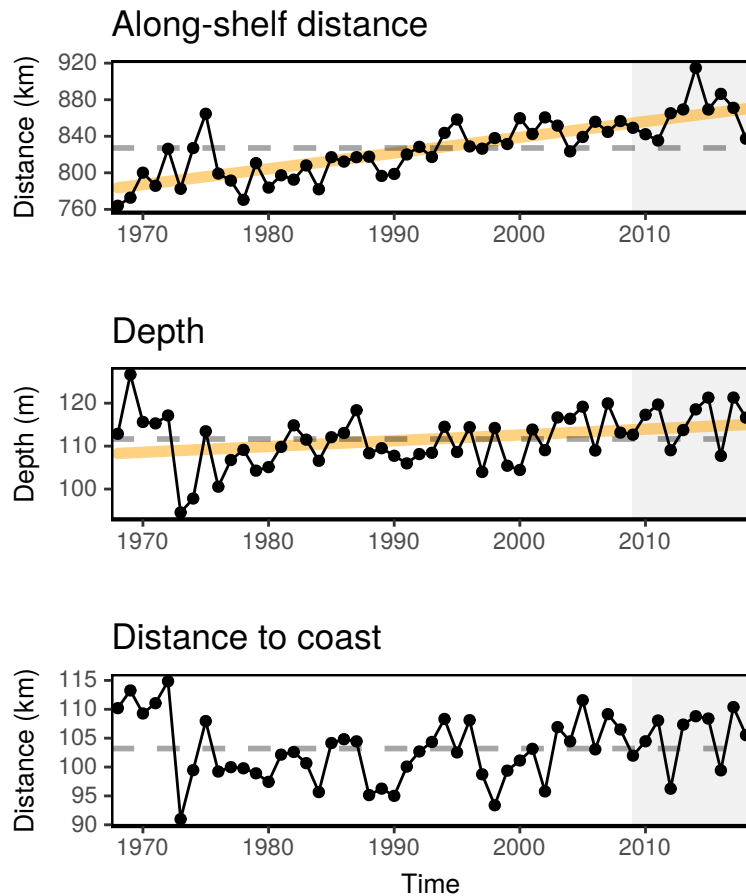 Along-shelf distance
Distance (km)
920
880
840
800
760
1970 1980 1990 2000 2010
Depth
Depth (m)
120
110
100
1970 1980 1990 2000 2010
Distance to coast
Distance (km)
115
110
105
100
95
90
1970 1980 1990 2000 2010
Time